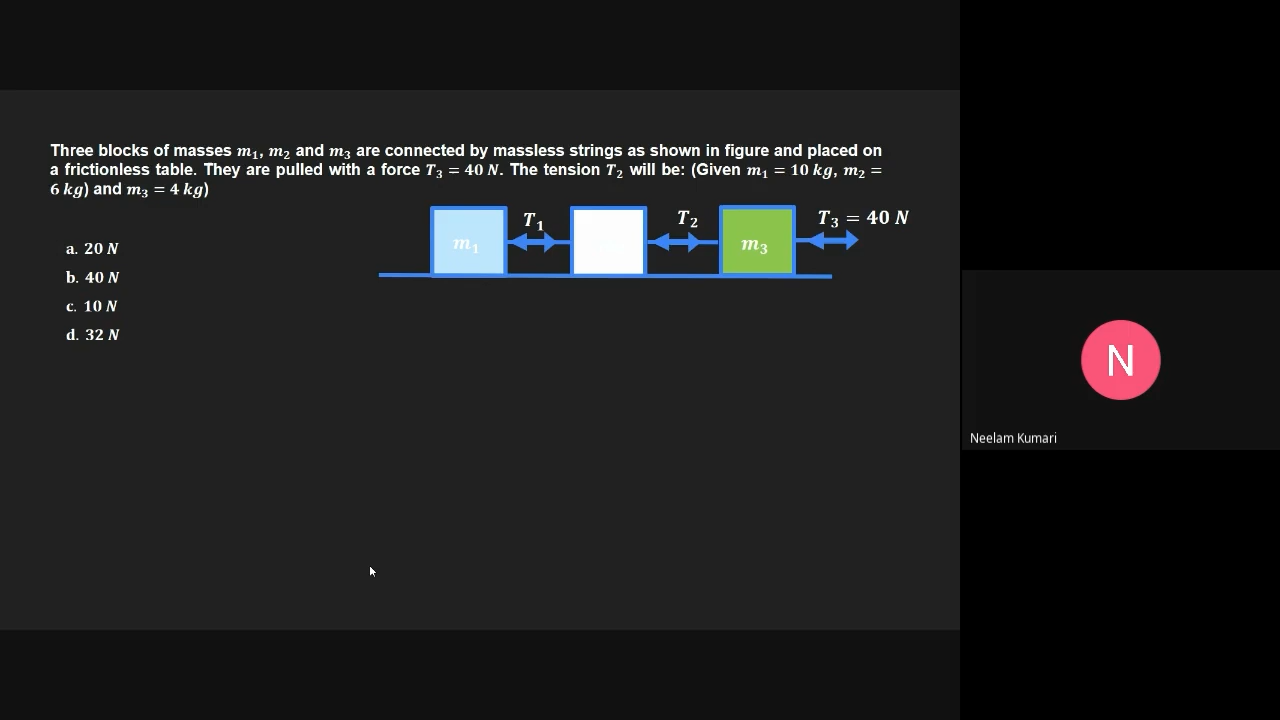 Three blocks of masses m₁, m₂ and m₃ are connected by massless strings as shown in figure and placed on
a frictionless table. They are pulled with a force T₃ = 40 N. The tension T₂ will be: (Given m₁ = 10 kg, m₂ =
6 kg) and m₃ = 4 kg)
T₁
T₂
T₃ = 40 N
m₁
m₃
a. 20 N
b. 40 N
c. 10 N
d. 32 N
N
Neelam Kumari